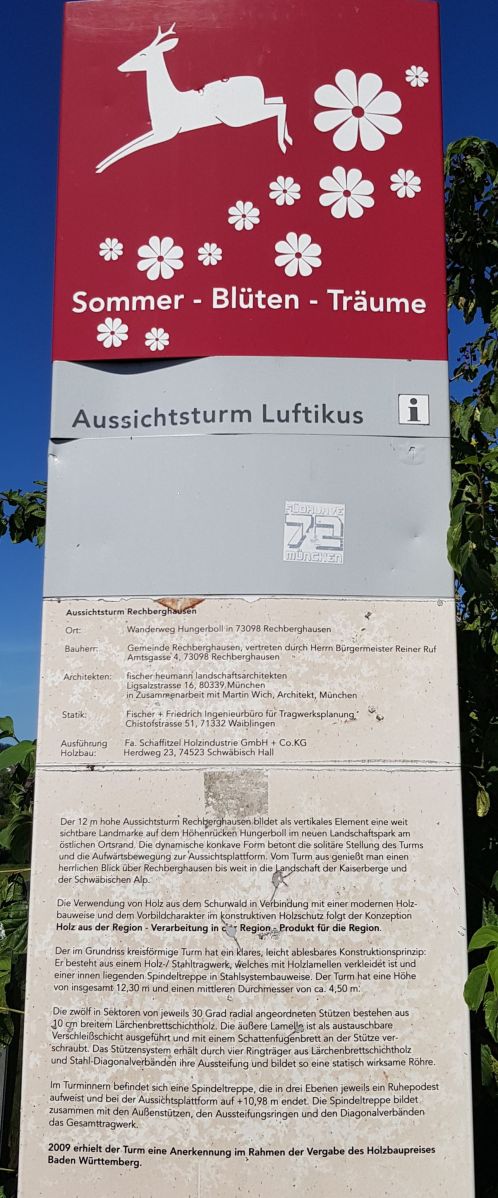 Sommer - Blüten - Träume
Aussichtsturm Luftikus
i
SÜDKURVE
72
MÜNCHEN
Aussichtsturm Rechberghausen
Ort: Wanderweg Hungerboll in 73098 Rechberghausen
Bauherr: Gemeinde Rechberghausen, vertreten durch Herrn Bürgermeister Reiner Ruf
Amtsgasse 4, 73098 Rechberghausen
Architekten: fischer heumann landschaftsarchitekten
Ligsalzstrasse 16, 80339 München
in Zusammenarbeit mit Martin Wich, Architekt, München
Statik: Fischer + Friedrich Ingenieurbüro für Tragwerksplanung
Chistofstrasse 51, 71332 Waiblingen
Ausführung Fa. Schaffitzel Holzindustrie GmbH + Co.KG
Holzbau: Herdweg 23, 74523 Schwäbisch Hall
Der 12 m hohe Aussichtsturm Rechberghausen bildet als vertikales Element eine weit
sichtbare Landmarke auf dem Höhenrücken Hungerboll im neuen Landschaftspark am
östlichen Ortsrand. Die dynamische konkave Form betont die solitäre Stellung des Turms
und die Aufwärtsbewegung zur Aussichtsplattform. Vom Turm aus genießt man einen
herrlichen Blick über Rechberghausen bis weit in die Landschaft der Kaiserberge und
der Schwäbischen Alp.
Die Verwendung von Holz aus dem Schurwald in Verbindung mit einer modernen Holz-
bauweise und dem Vorbildcharakter im konstruktiven Holzschutz folgt der Konzeption
Holz aus der Region - Verarbeitung in der Region - Produkt für die Region.
Der im Grundriss kreisförmige Turm hat ein klares, leicht ablesbares Konstruktionsprinzip:
Er besteht aus einem Holz-/ Stahltragwerk, welches mit Holzlamellen verkleidet ist und
einer innen liegenden Spindeltreppe in Stahlsystembauweise. Der Turm hat eine Höhe
von insgesamt 12,30 m und einen mittleren Durchmesser von ca. 4,50 m.
Die zwölf in Sektoren von jeweils 30 Grad radial angeordneten Stützen bestehen aus
10 cm breitem Lärchenbrettschichtholz. Die äußere Lamelle ist als austauschbare
Verschleißschicht ausgeführt und mit einem Schattenfugenbrett an der Stütze ver-
schraubt. Das Stützensystem erhält durch vier Ringträger aus Lärchenbrettschichtholz
und Stahl-Diagonalverbänden ihre Aussteifung und bildet so eine statisch wirksame Röhre.
Im Turminnern befindet sich eine Spindeltreppe, die in drei Ebenen jeweils ein Ruhepodest
aufweist und bei der Aussichtsplattform auf +10,98 m endet. Die Spindeltreppe bildet
zusammen mit den Außenstützen, den Aussteifungsringen und den Diagonalverbänden
das Gesamttragwerk.
2009 erhielt der Turm eine Anerkennung im Rahmen der Vergabe des Holzbaupreises
Baden Württemberg.